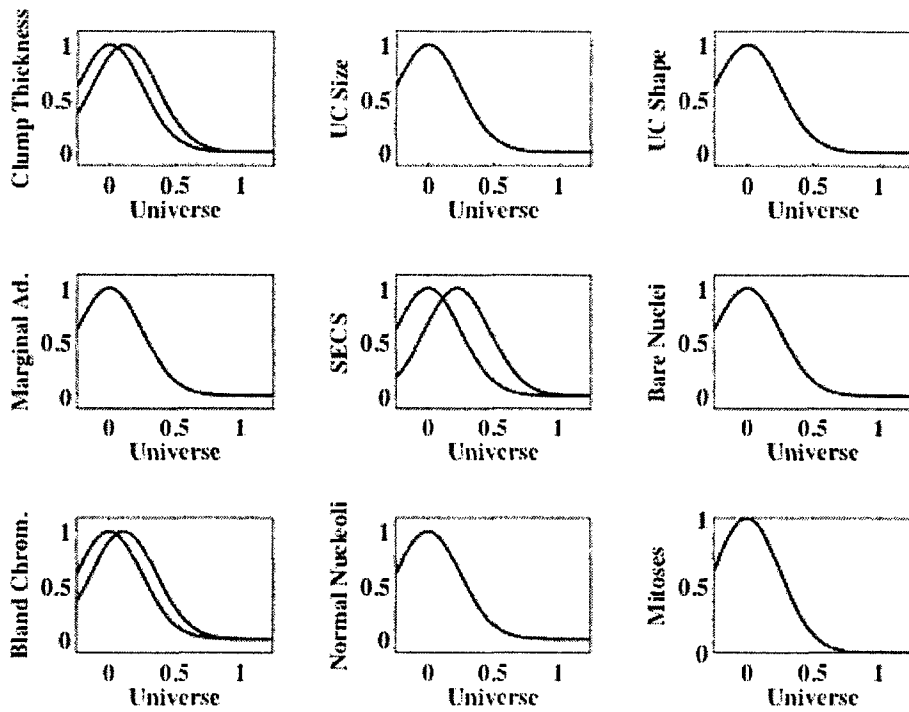 Clump Thickness
1
0.5
0
0 0.5 1
Universe
UC Size
1
0.5
0
0 0.5 1
Universe
UC Shape
1
0.5
0
0 0.5 1
Universe
Marginal Ad.
1
0.5
0
0 0.5 1
Universe
SECS
1
0.5
0
0 0.5 1
Universe
Bare Nuclei
1
0.5
0
0 0.5 1
Universe
Bland Chrom.
1
0.5
0
0 0.5 1
Universe
Normal Nucleoli
1
0.5
0
0 0.5 1
Universe
Mitoses
1
0.5
0
0 0.5 1
Universe